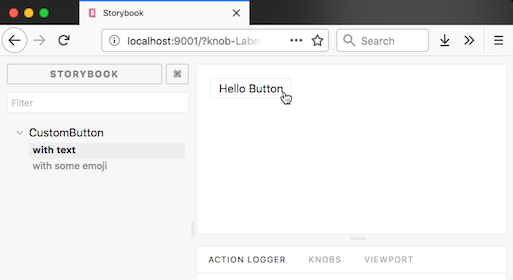 Storybook
localhost:9001/?knob-Labe
Search
STORYBOOK
⌘
Filter
CustomButton
with text
with some emoji
Hello Button
ACTION LOGGER
KNOBS
VIEWPORT